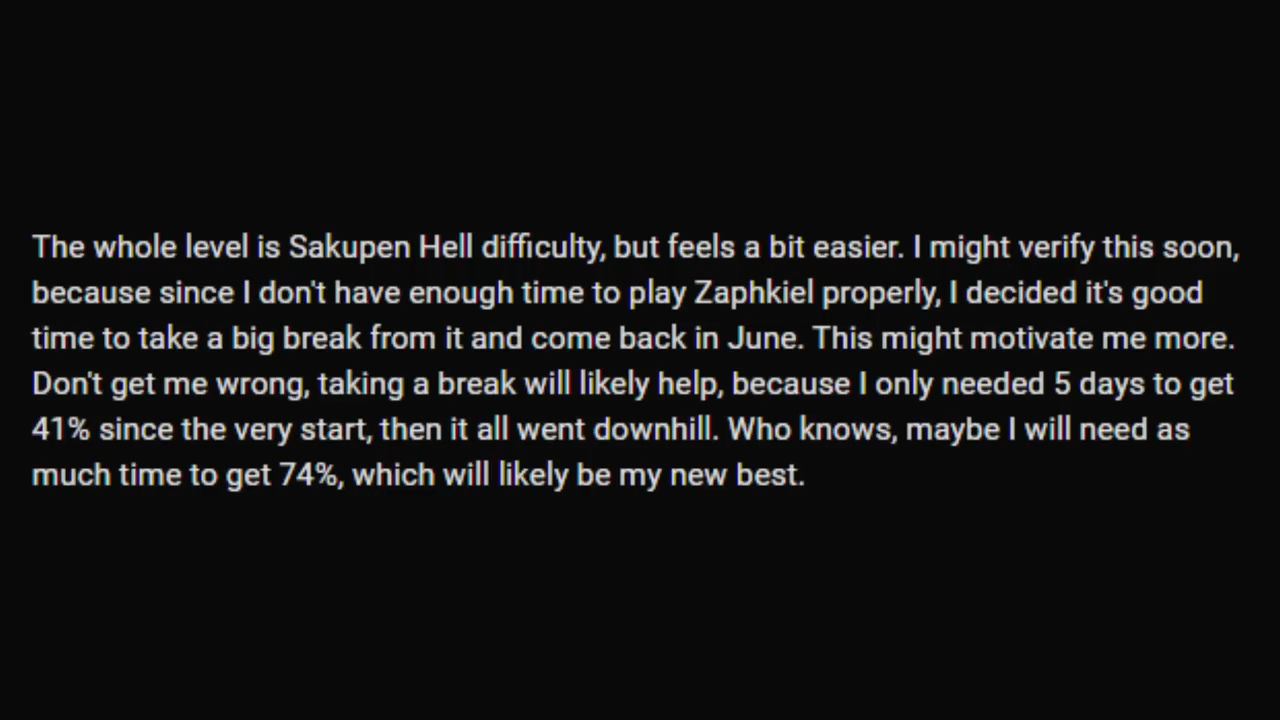 The whole level is Sakupen Hell difficulty, but feels a bit easier. I might verify this soon,
because since I don't have enough time to play Zaphkiel properly, I decided it's good
time to take a big break from it and come back in June. This might motivate me more.
Don't get me wrong, taking a break will likely help, because I only needed 5 days to get
41% since the very start, then it all went downhill. Who knows, maybe I will need as
much time to get 74%, which will likely be my new best.